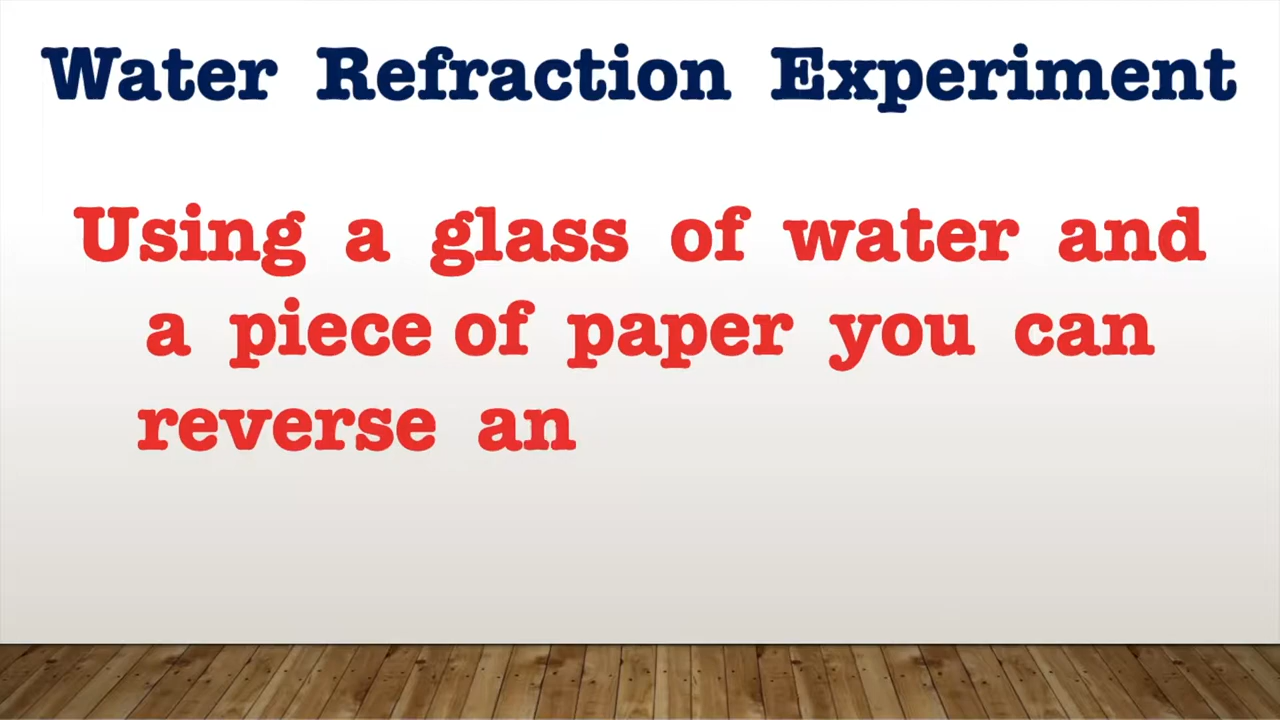 Water Refraction Experiment
Using a glass of water and
a piece of paper you can
reverse an